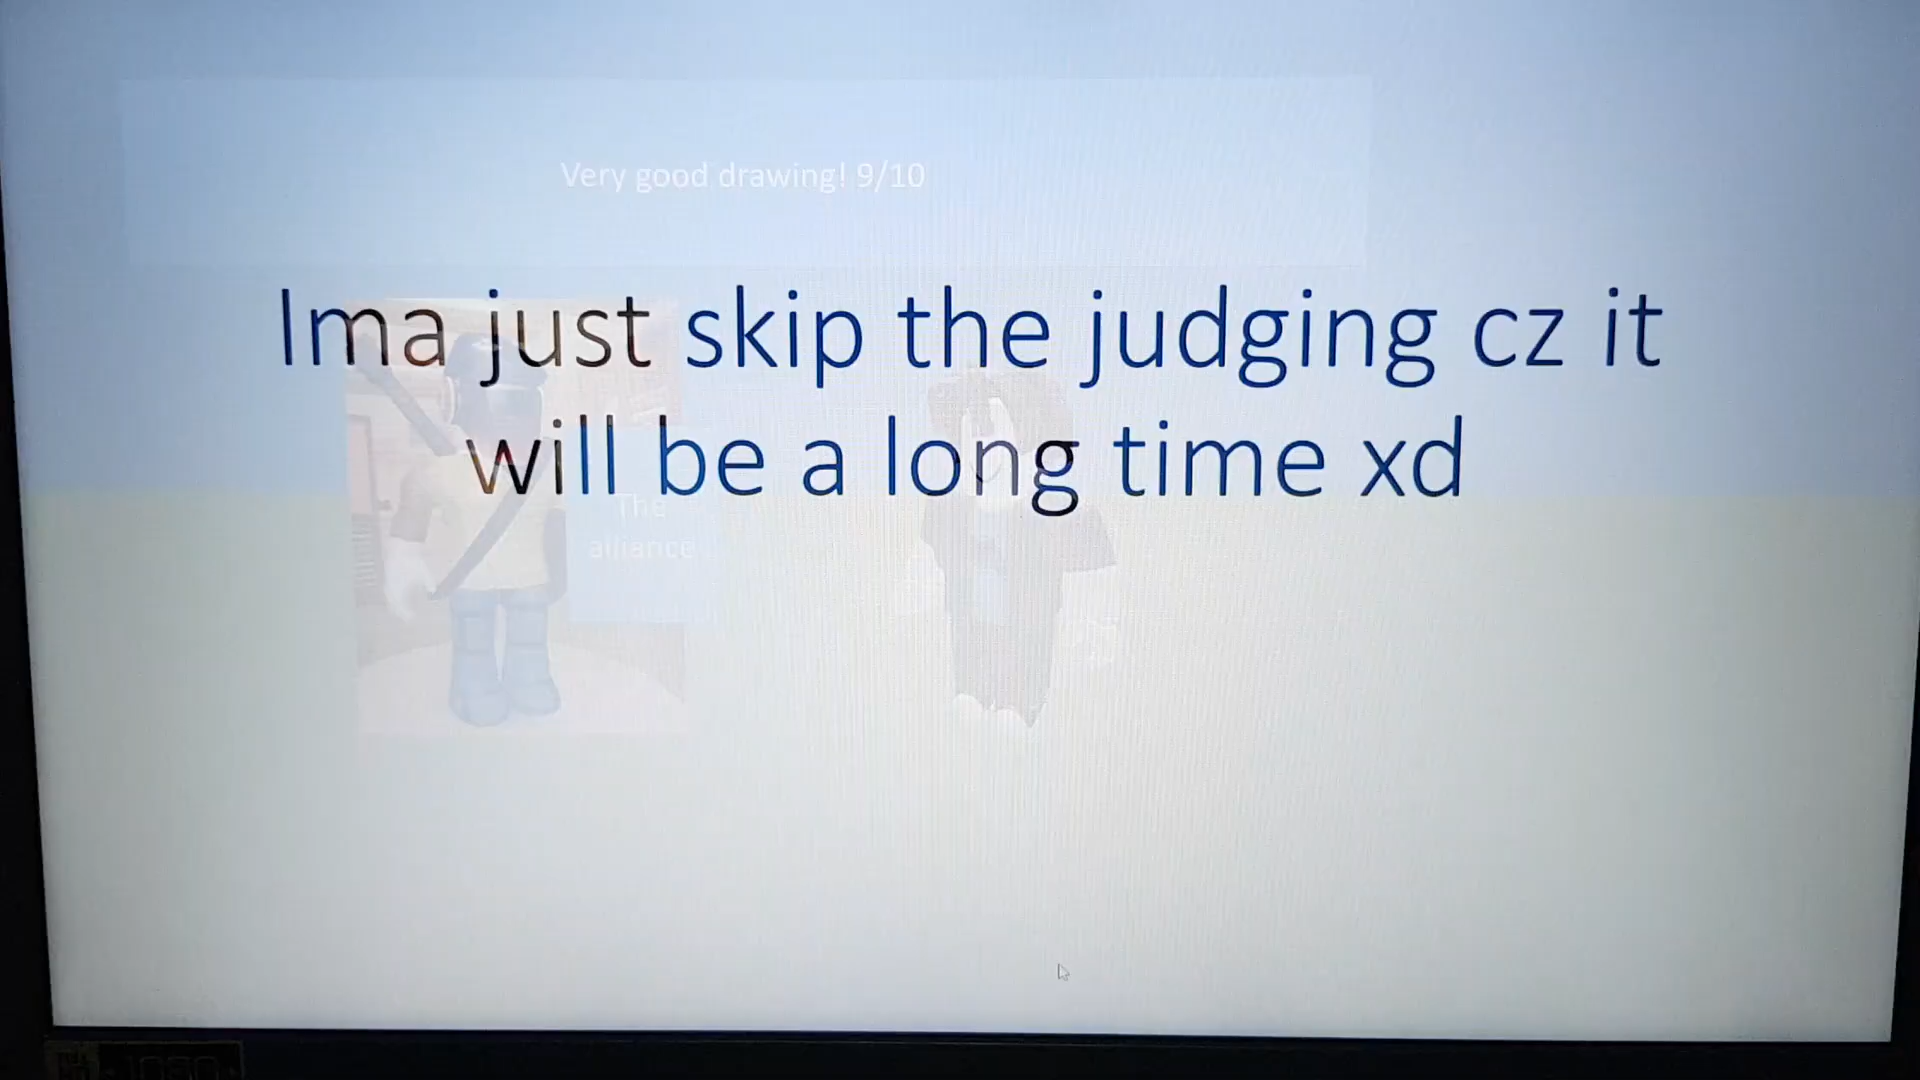 Very good drawing! 9/10
Ima just skip the judging cz it
will be a long time xd
The
alliance